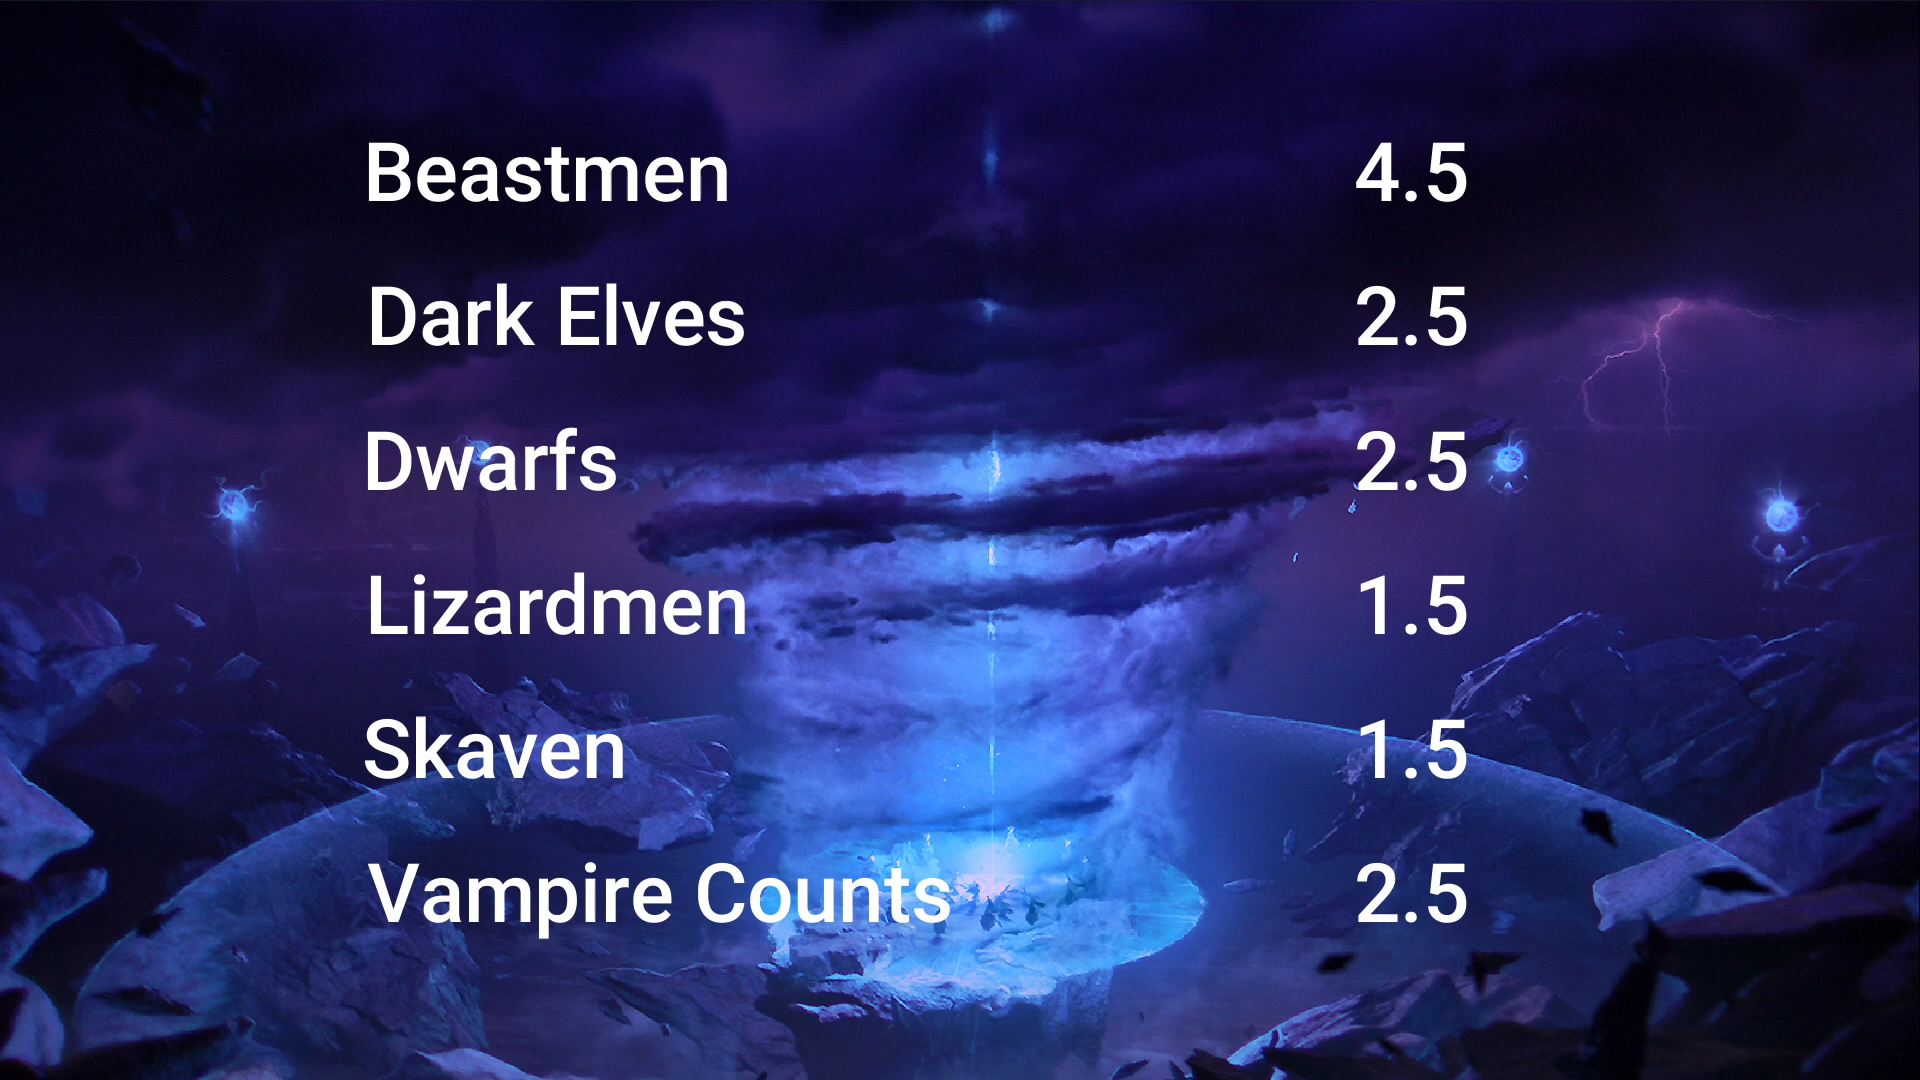 Beastmen 4.5
Dark Elves 2.5
Dwarfs 2.5
Lizardmen 1.5
Skaven 1.5
Vampire Counts 2.5